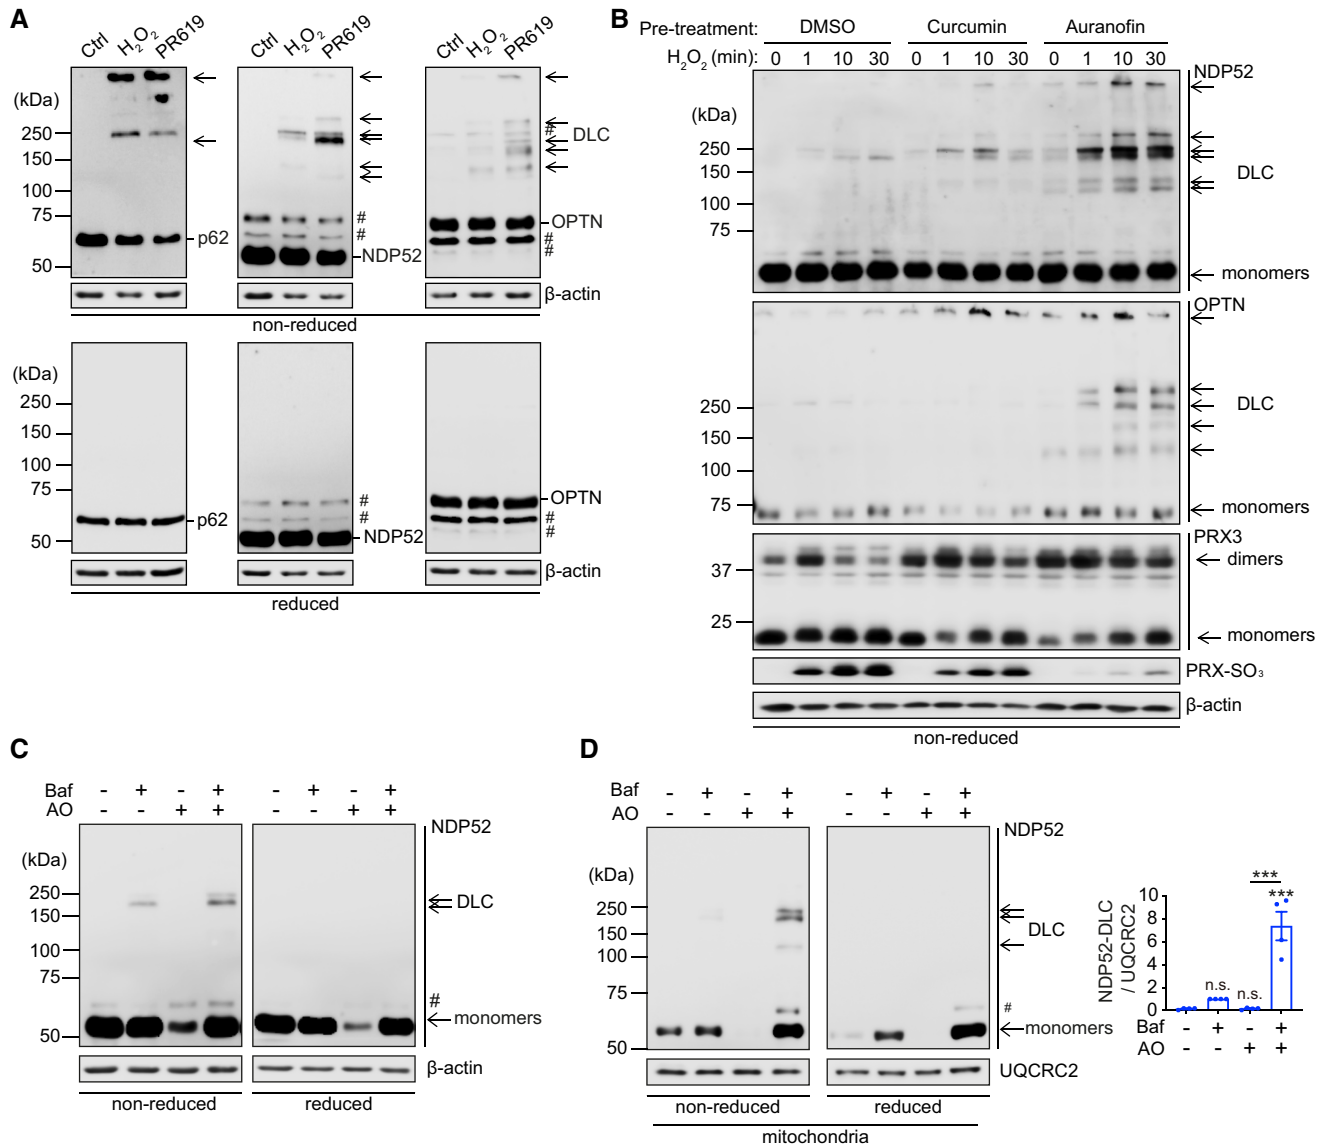 A
Ctrl H₂O₂ PR619
Ctrl H₂O₂ PR619
Ctrl H₂O₂ PR619
(kDa)
250
150
100
75
50
p62
#
#
NDP52
#
DLC
OPTN
#
#
β-actin
non-reduced
(kDa)
250
150
100
75
50
p62
#
#
NDP52
OPTN
#
#
β-actin
reduced
B
Pre-treatment: DMSO Curcumin Auranofin
H₂O₂ (min): 0 1 10 30 0 1 10 30 0 1 10 30
NDP52
(kDa)
250
150
100
75
DLC
monomers
OPTN
250
150
100
75
DLC
monomers
PRX3
37
25
dimers
monomers
PRX-SO₃
β-actin
non-reduced
C
Baf - + - + - + - +
AO - - + + - - + +
NDP52
(kDa)
250
150
100
75
50
DLC
#
monomers
β-actin
non-reduced reduced
D
Baf - + - + - + - +
AO - - + + - - + +
NDP52
(kDa)
250
150
100
75
50
DLC
#
monomers
UQCRC2
non-reduced reduced
mitochondria
NDP52-DLC
/ UQCRC2
10
8
6
4
2
0
n.s. n.s. *** ***
Baf - + - +
AO - - + +